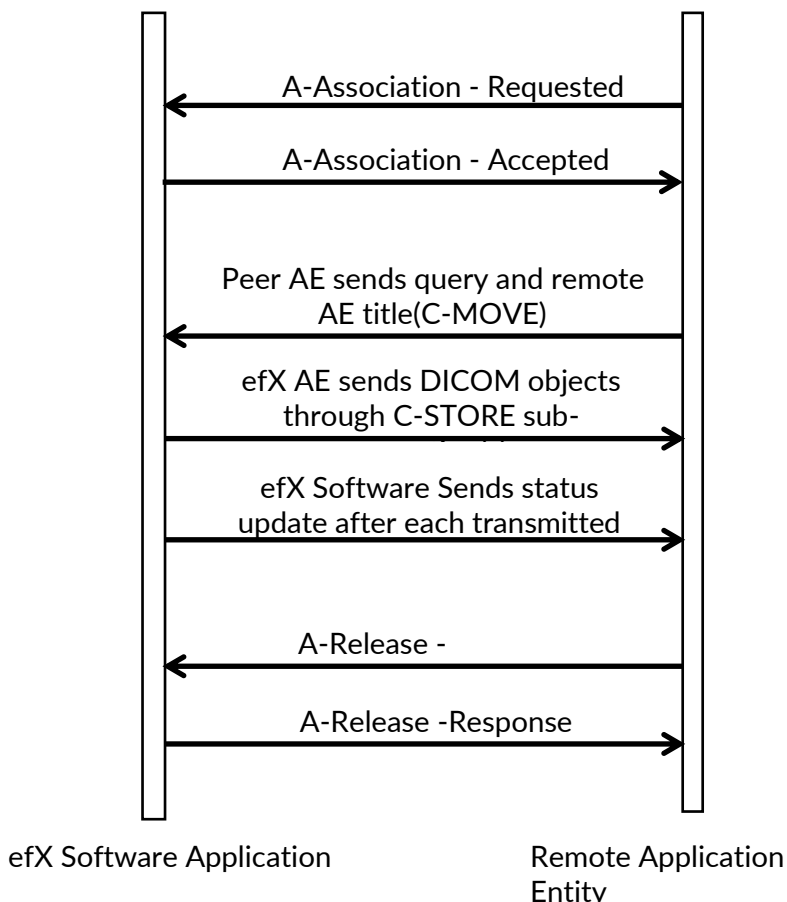 A-Association - Requested
A-Association - Accepted
Peer AE sends query and remote
AE title(C-MOVE)
efX AE sends DICOM objects
through C-STORE sub-
efX Software Sends status
update after each transmitted
A-Release -
A-Release -Response
efX Software Application
Remote Application
Entity